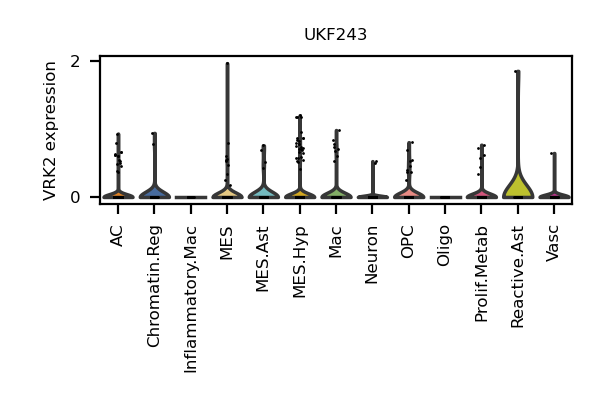 UKF243
VRK2 expression
2
0
AC
Chromatin.Reg
Inflammatory.Mac
MES
MES.Ast
MES.Hyp
Mac
Neuron
OPC
Oligo
Prolif.Metab
Reactive.Ast
Vasc